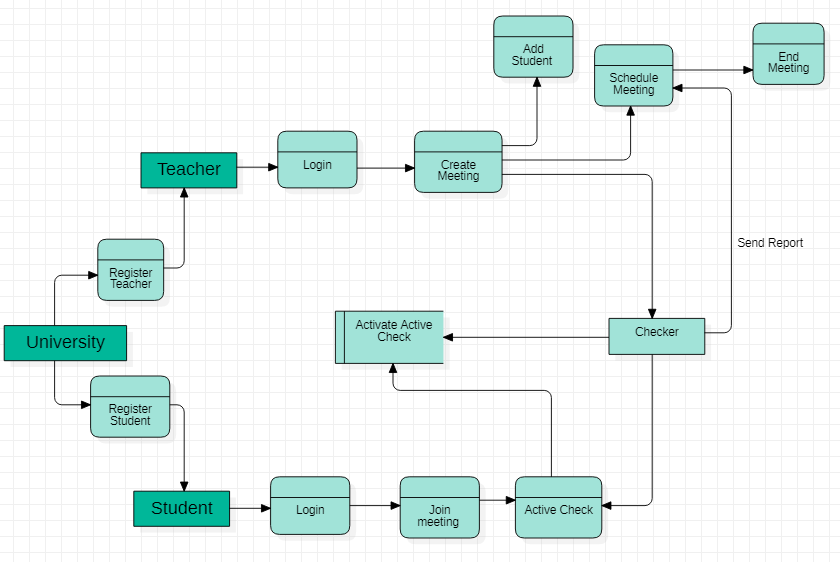 Add
Student
Schedule
Meeting
End
Meeting
Teacher
Login
Create
Meeting
Send Report
Register
Teacher
University
Activate Active
Check
Checker
Register
Student
Student
Login
Join
meeting
Active Check